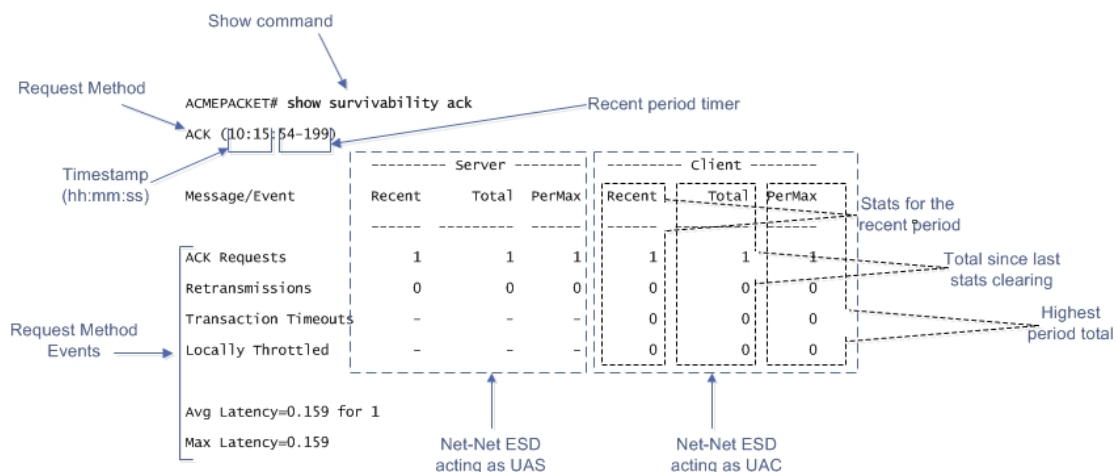 Show command
Request Method
ACMEPACKET# show survivability ack
Recent period timer
ACK (10:15:54-199)
Timestamp
(hh:mm:ss)
------- Server ------- ------- Client -------
Message/Event Recent Total PerMax Recent Total PerMax
Stats for the
recent period
------ --------- ------ ------ --------- ------
ACK Requests 1 1 1 1 1 1
Total since last
stats clearing
Retransmissions 0 0 0 0 0 0
Request Method
Events
Transaction Timeouts - - - 0 0 0
Highest
period total
Locally Throttled - - - 0 0 0
Avg Latency=0.159 for 1
Max Latency=0.159
Net-Net ESD
acting as UAS
Net-Net ESD
acting as UAC